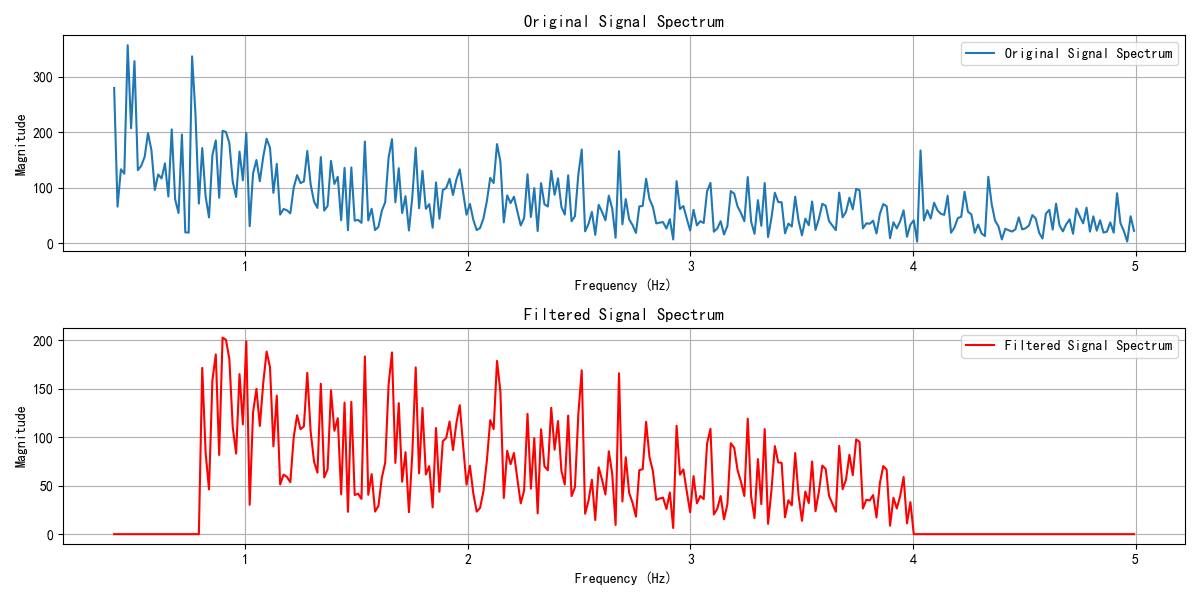 Original Signal Spectrum
Original Signal Spectrum
Magnitude
300
200
100
0
1 2 3 4 5
Frequency (Hz)
Filtered Signal Spectrum
Filtered Signal Spectrum
Magnitude
200
150
100
50
0
1 2 3 4 5
Frequency (Hz)